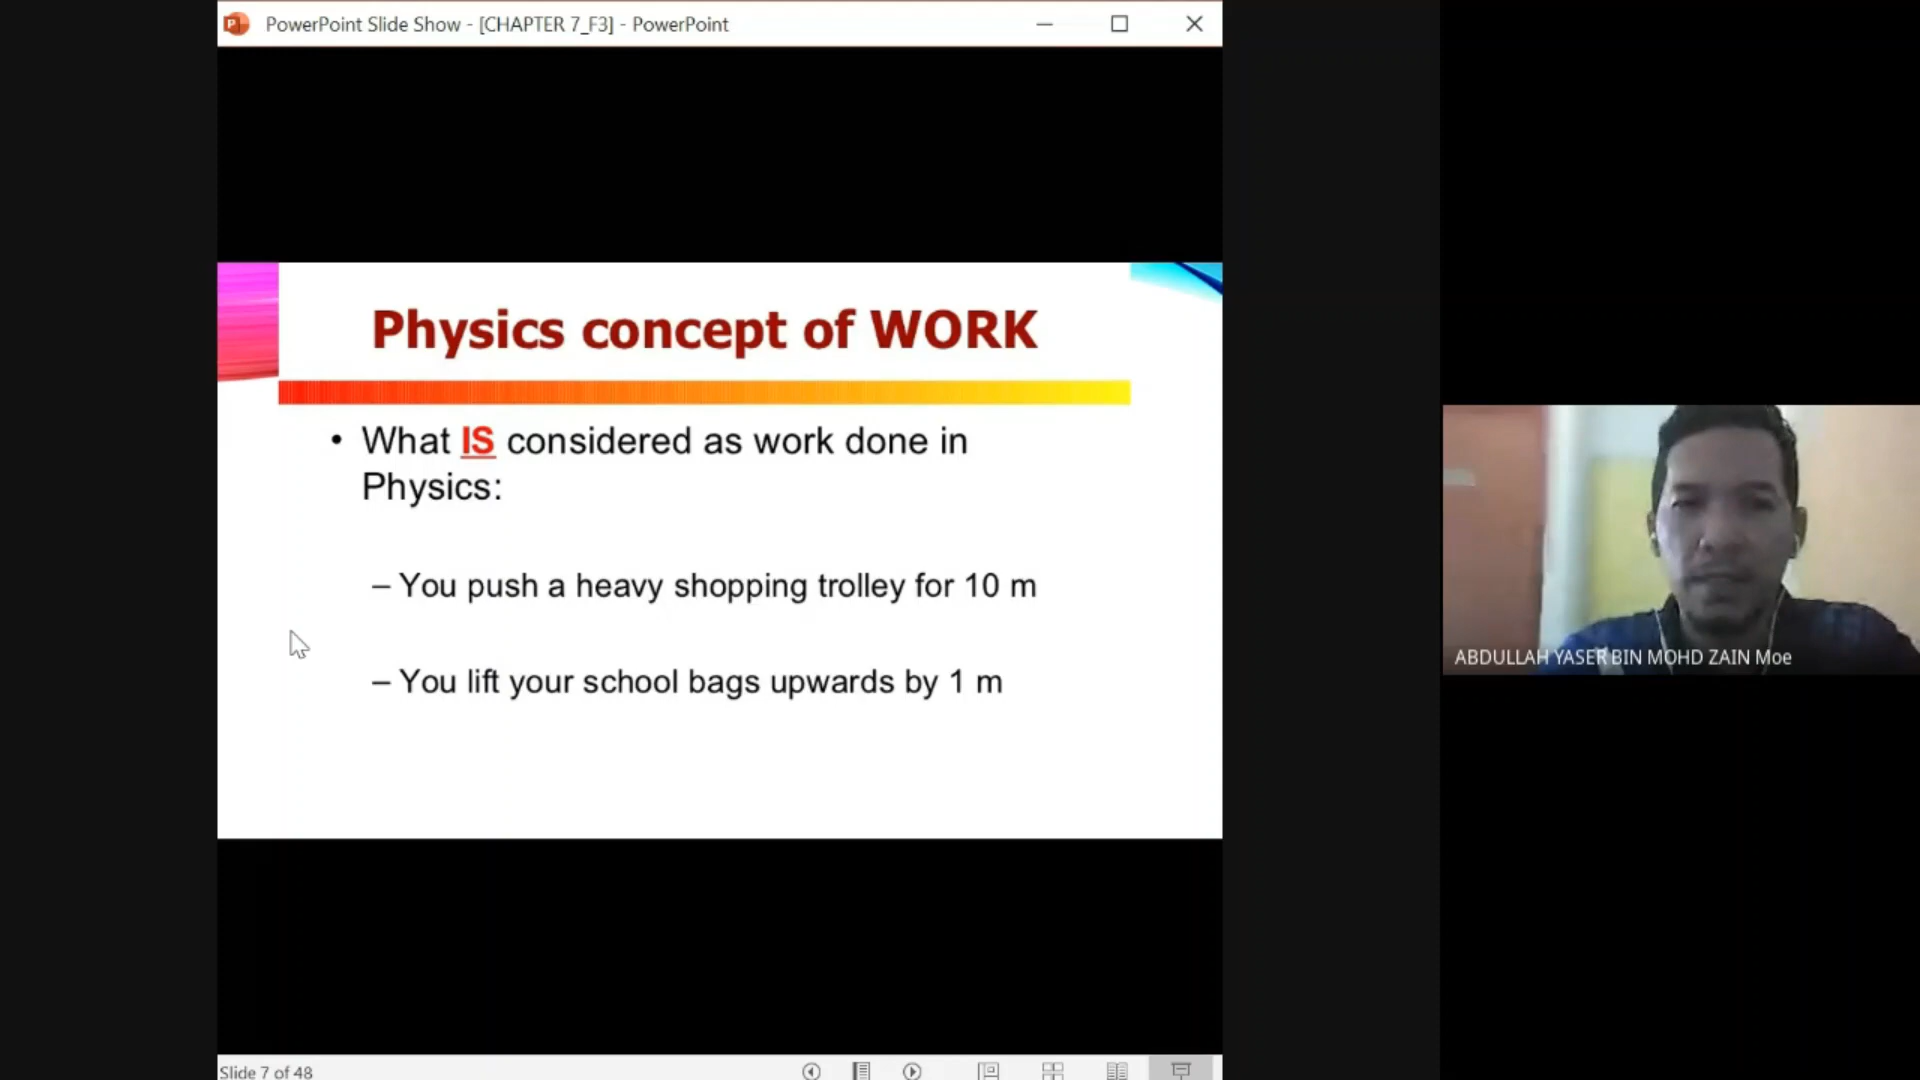 PowerPoint Slide Show - [CHAPTER 7_F3] - PowerPoint
Physics concept of WORK
• What IS considered as work done in
Physics:
– You push a heavy shopping trolley for 10 m
– You lift your school bags upwards by 1 m
ABDULLAH YASER BIN MOHD ZAIN Moe
Slide 7 of 48